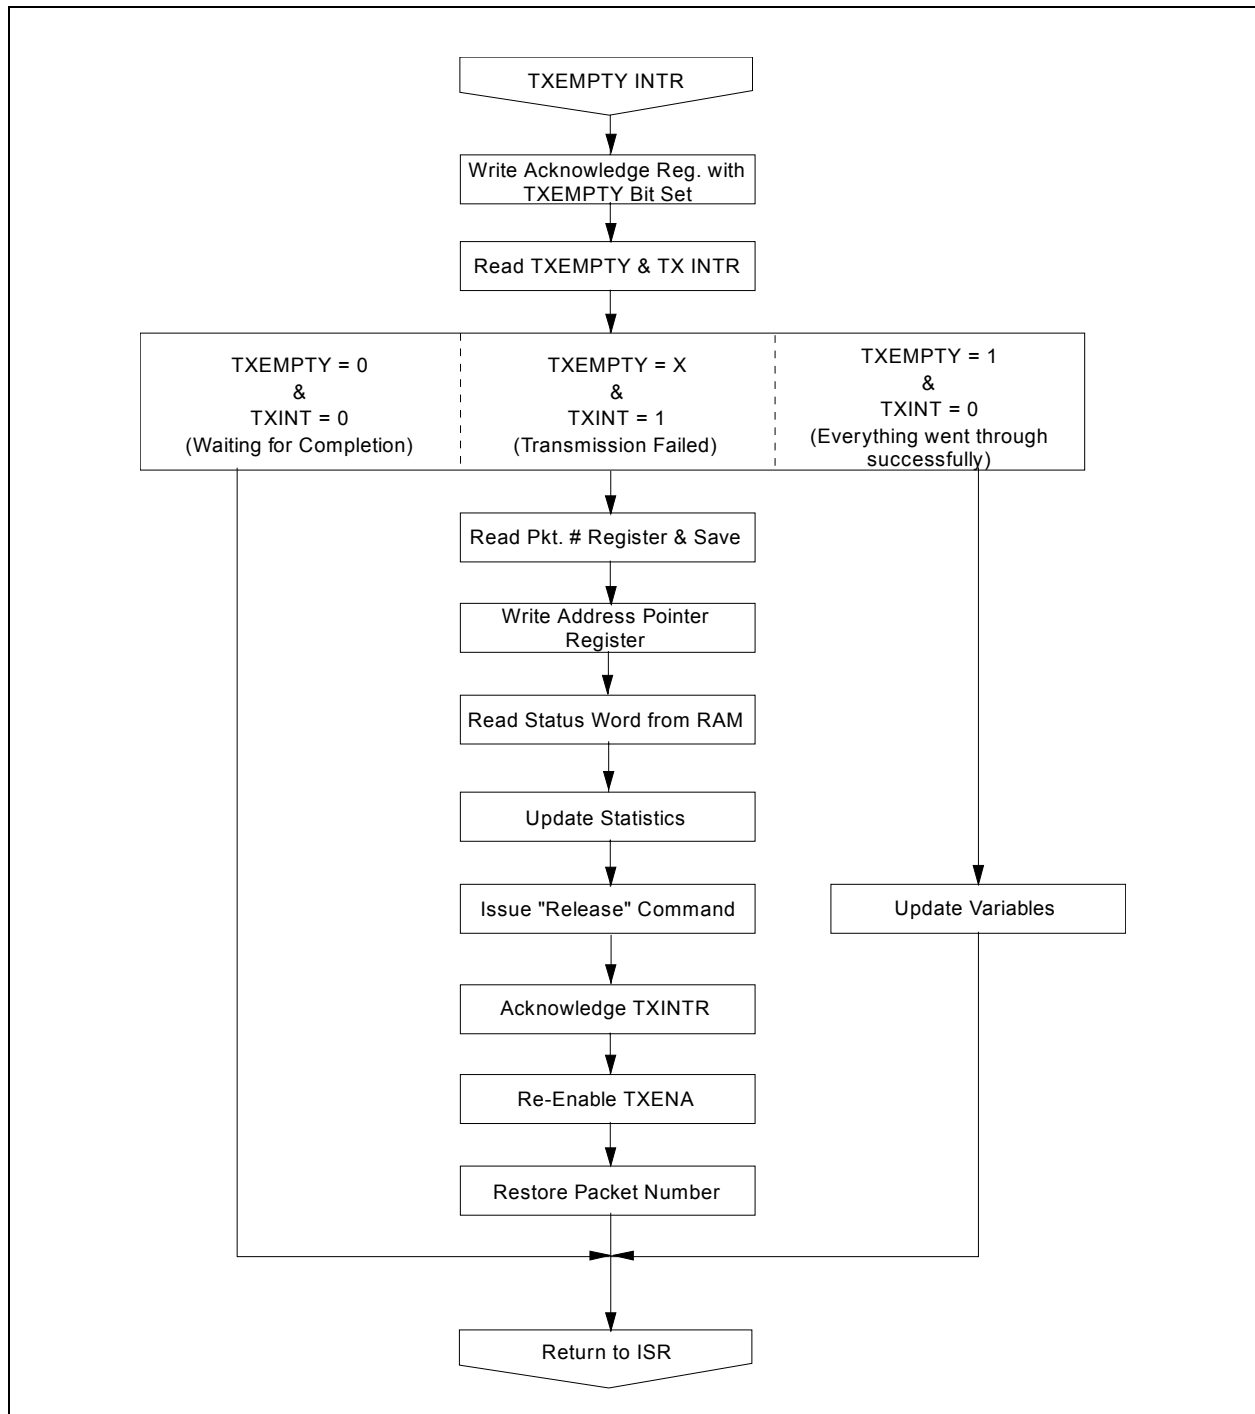 TXEMPTY INTR
Write Acknowledge Reg. with
TXEMPTY Bit Set
Read TXEMPTY & TX INTR
TXEMPTY = 0
&
TXINT = 0
(Waiting for Completion)
TXEMPTY = X
&
TXINT = 1
(Transmission Failed)
TXEMPTY = 1
&
TXINT = 0
(Everything went through
successfully)
Read Pkt. # Register & Save
Write Address Pointer
Register
Read Status Word from RAM
Update Statistics
Issue "Release" Command
Update Variables
Acknowledge TXINTR
Re-Enable TXENA
Restore Packet Number
Return to ISR